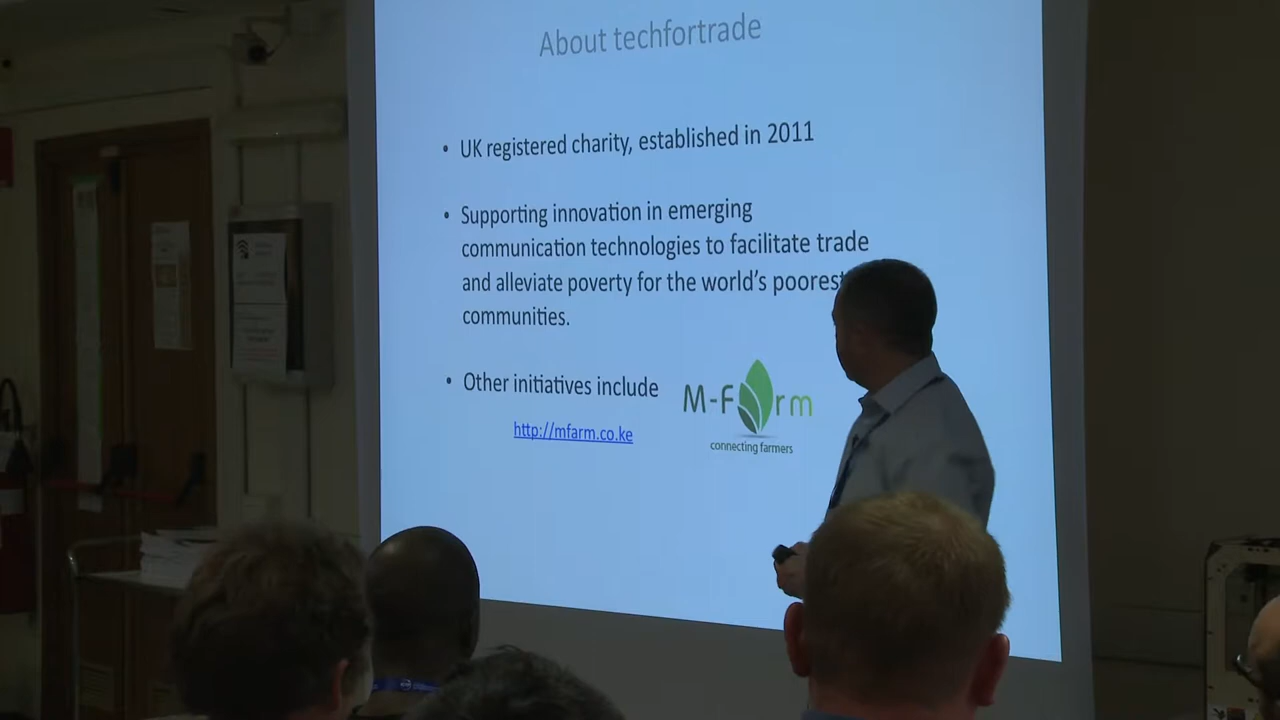 About techfortrade
• UK registered charity, established in 2011
• Supporting innovation in emerging
communication technologies to facilitate trade
and alleviate poverty for the world's poorest
communities.
• Other initiatives include
M-Farm
http://mfarm.co.ke
connecting farmers